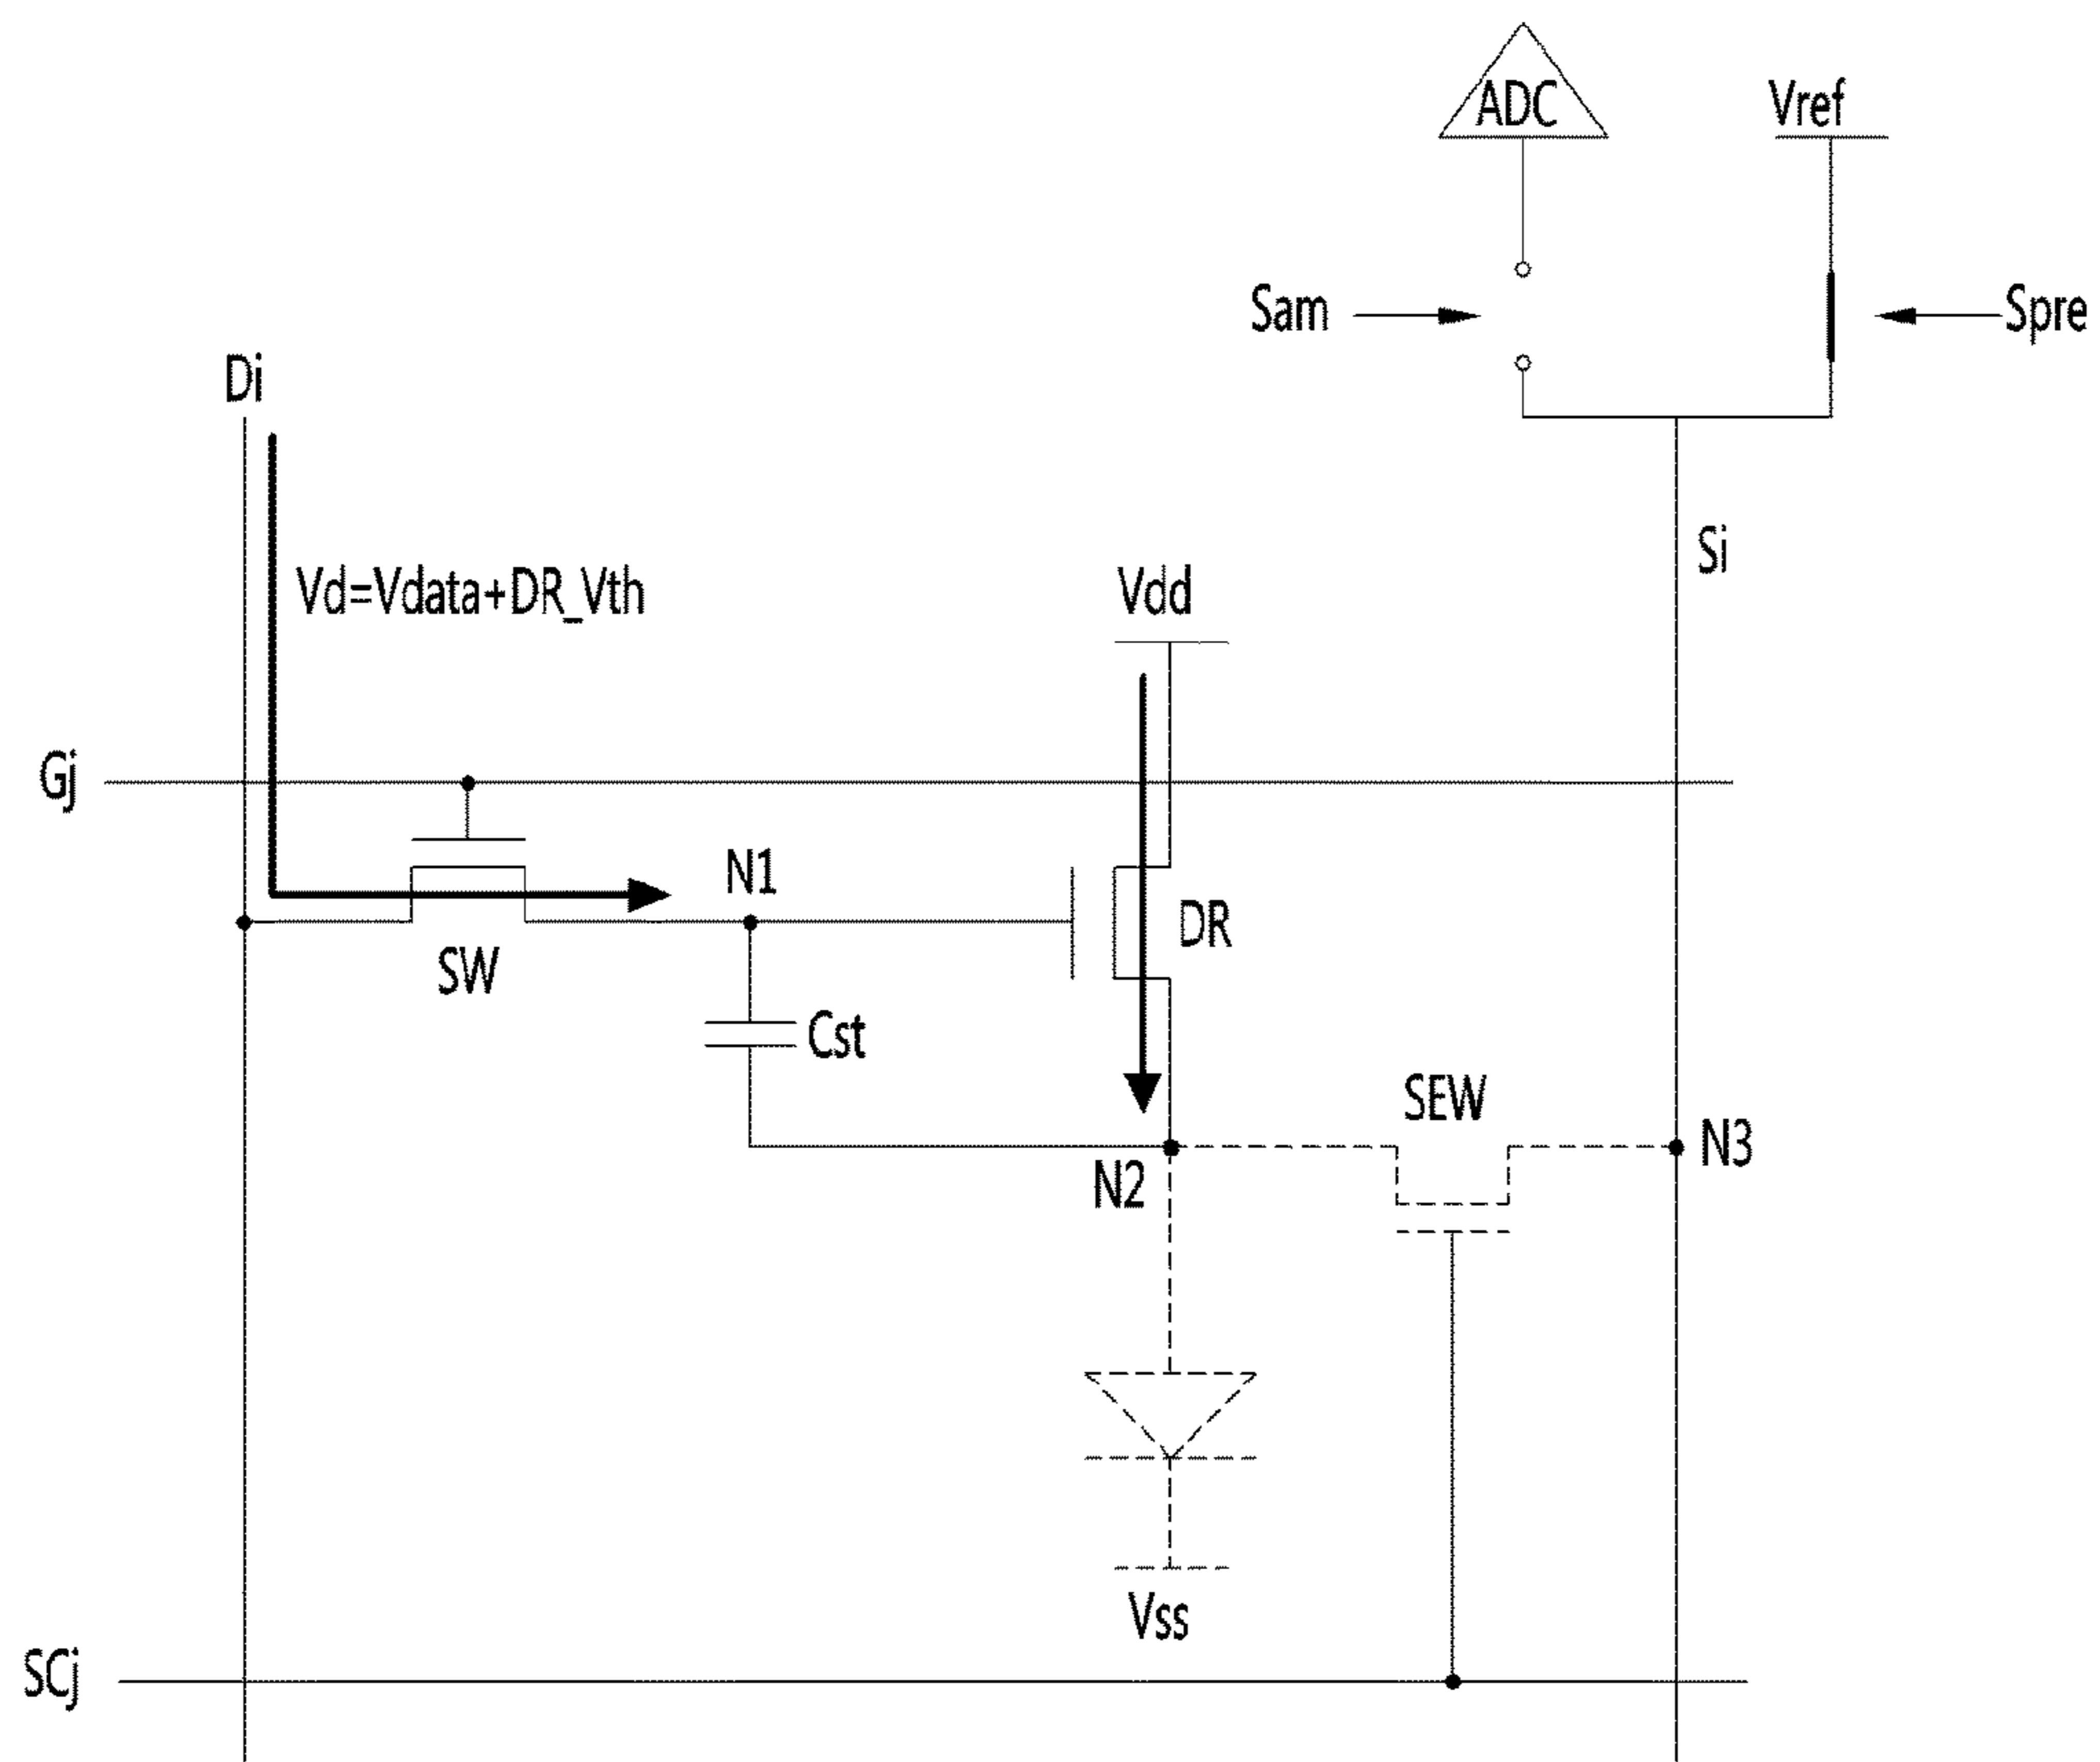 ADC
Vref
Sam
Spre
Di
Si
Vd=Vdata+DR_Vth
Vdd
Gj
N1
DR
SW
Cst
SEW
N3
N2
Vss
SCj